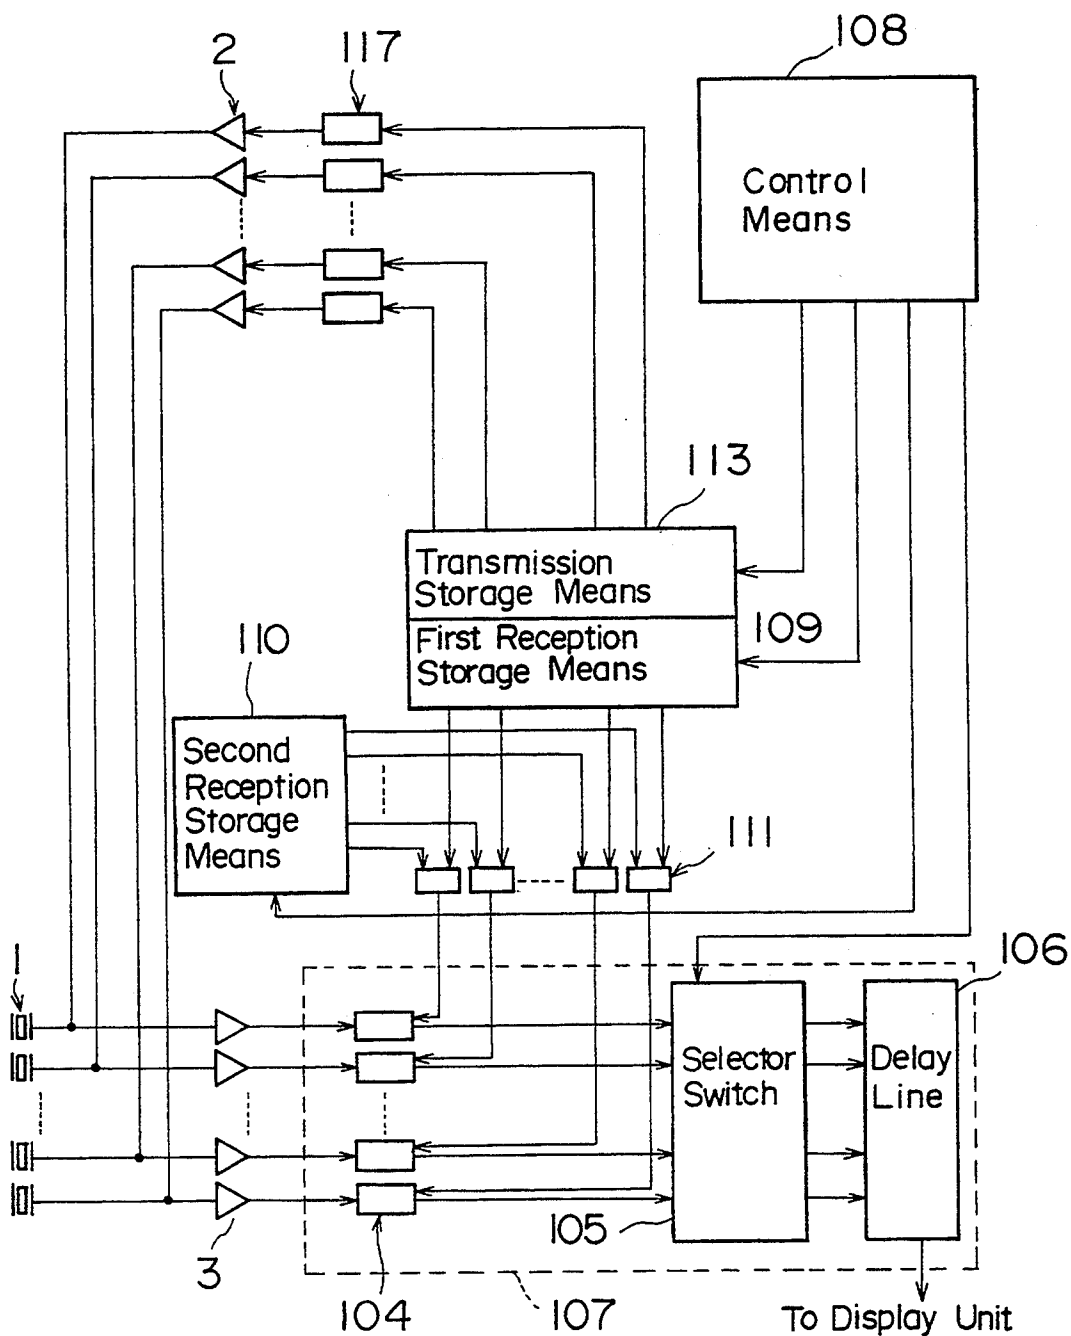 108
2
117
Control
Means
113
Transmission
Storage Means
109
First Reception
Storage Means
110
Second
Reception
Storage
Means
111
1
106
Selector
Switch
Delay
Line
105
3
104
107
To Display Unit